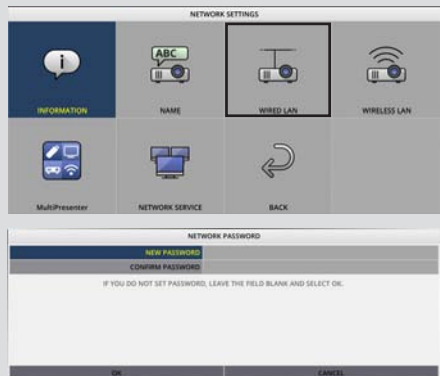 NETWORK SETTINGS
ABC
INFORMATION
NAME
WIRED LAN
WIRELESS LAN
MultiPresenter
NETWORK SERVICE
BACK
NETWORK PASSWORD
NEW PASSWORD
CONFIRM PASSWORD
IF YOU DO NOT SET PASSWORD, LEAVE THE FIELD BLANK AND SELECT OK.
OK
CANCEL